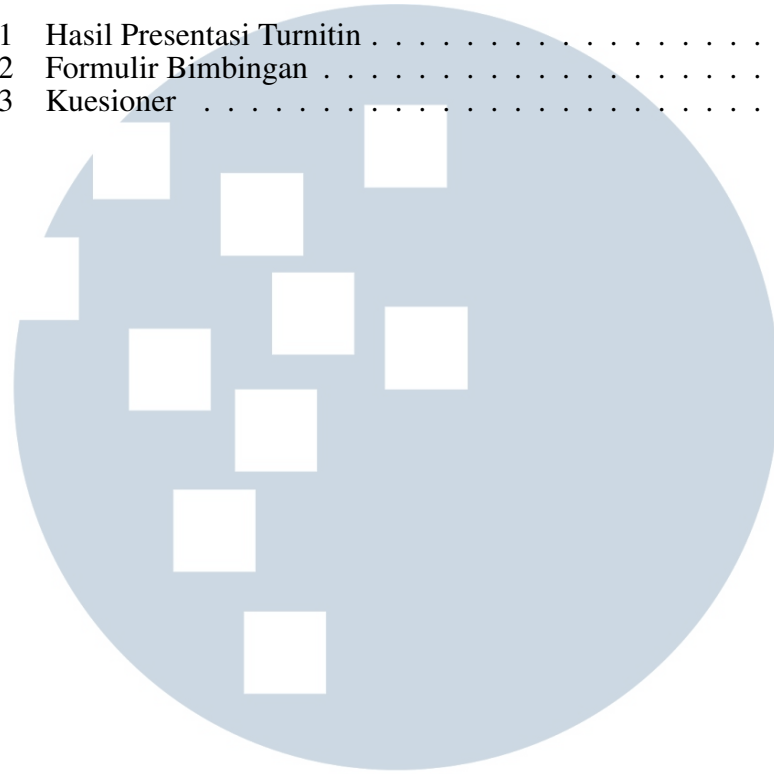 1 Hasil Presentasi Turnitin . . . . . . . . . . . . . . . . .
2 Formulir Bimbingan . . . . . . . . . . . . . . . . . . .
3 Kuesioner . . . . . . . . . . . . . . . . . . . . . . . .